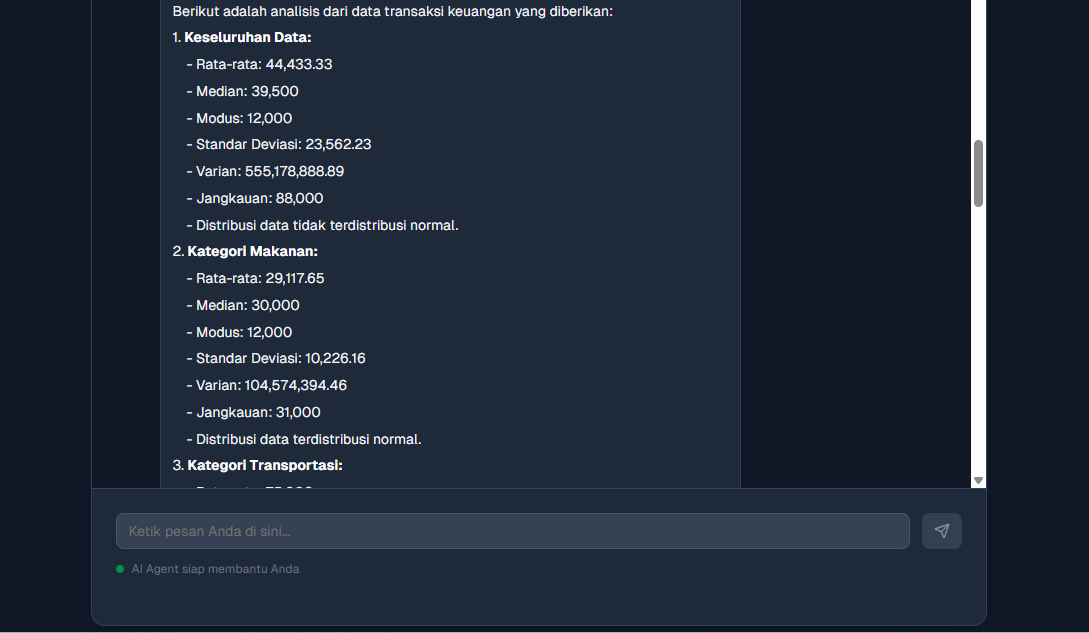 Berikut adalah analisis dari data transaksi keuangan yang diberikan:
1. Keseluruhan Data:
- Rata-rata: 44,433.33
- Median: 39,500
- Modus: 12,000
- Standar Deviasi: 23,562.23
- Varian: 555,178,888.89
- Jangkauan: 88,000
- Distribusi data tidak terdistribusi normal.
2. Kategori Makanan:
- Rata-rata: 29,117.65
- Median: 30,000
- Modus: 12,000
- Standar Deviasi: 10,226.16
- Varian: 104,574,394.46
- Jangkauan: 31,000
- Distribusi data terdistribusi normal.
3. Kategori Transportasi:
Ketik pesan Anda di sini...
AI Agent siap membantu Anda